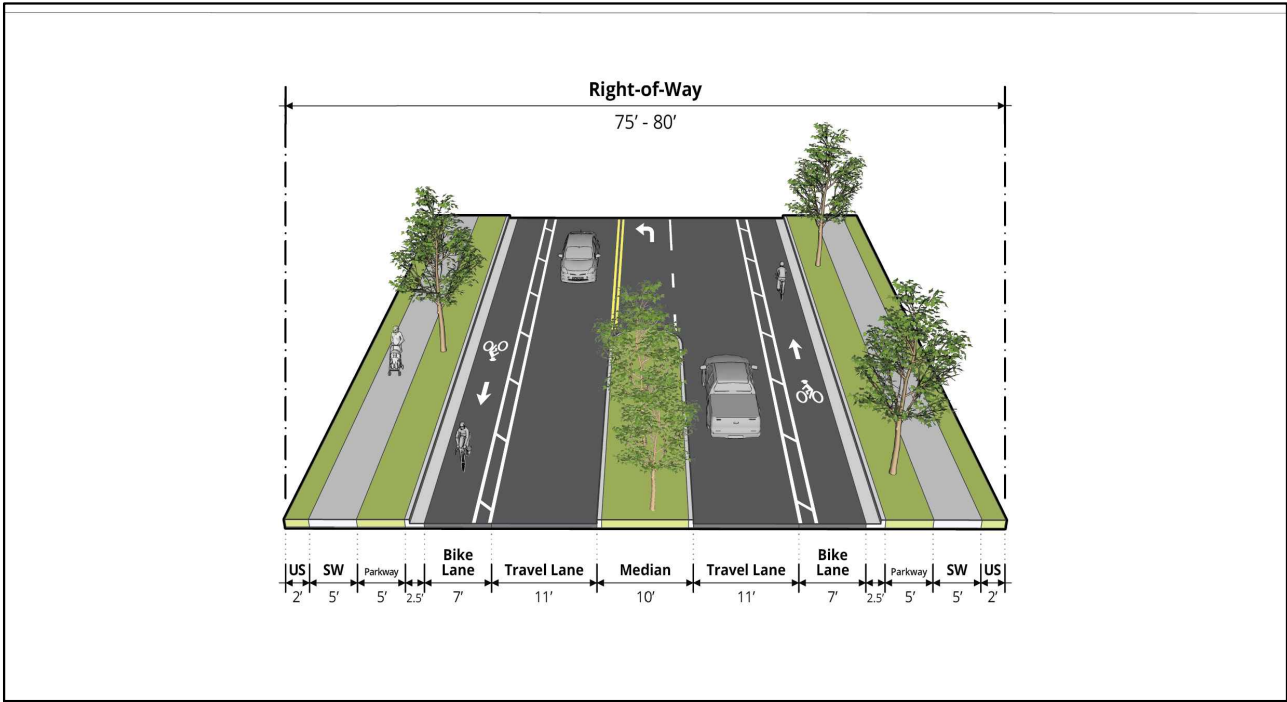 Right-of-Way
75’ - 80’
US SW Parkway Bike Lane Travel Lane Median Travel Lane Bike Lane Parkway SW US
2’ 5’ 5’ 2.5’ 7’ 11’ 10’ 11’ 7’ 2.5’ 5’ 5’ 2’